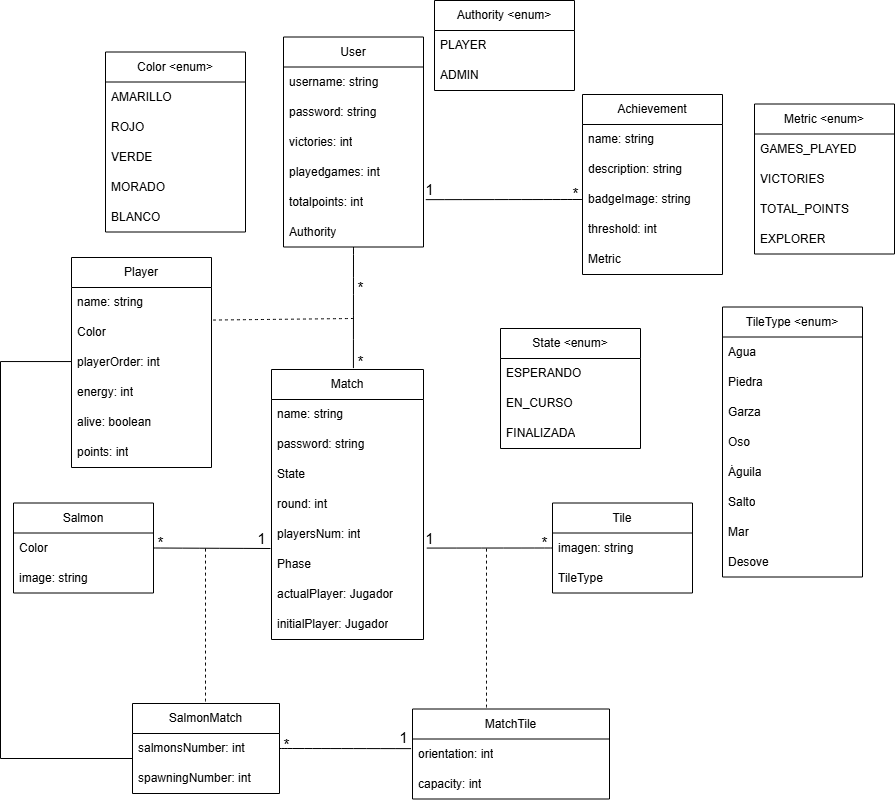 Authority <enum>
PLAYER
ADMIN
User
username: string
password: string
victories: int
playedgames: int
totalpoints: int
Authority
Color <enum>
AMARILLO
ROJO
VERDE
MORADO
BLANCO
Achievement
name: string
description: string
badgeImage: string
threshold: int
Metric
Metric <enum>
GAMES_PLAYED
VICTORIES
TOTAL_POINTS
EXPLORER
1
*
Player
name: string
Color
playerOrder: int
energy: int
alive: boolean
points: int
*
*
State <enum>
ESPERANDO
EN_CURSO
FINALIZADA
TileType <enum>
Agua
Piedra
Garza
Oso
Águila
Salto
Mar
Desove
Match
name: string
password: string
State
round: int
playersNum: int
Phase
actualPlayer: Jugador
initialPlayer: Jugador
Salmon
Color
image: string
*
1
1
*
Tile
imagen: string
TileType
SalmonMatch
salmonsNumber: int
spawningNumber: int
*
1
MatchTile
orientation: int
capacity: int